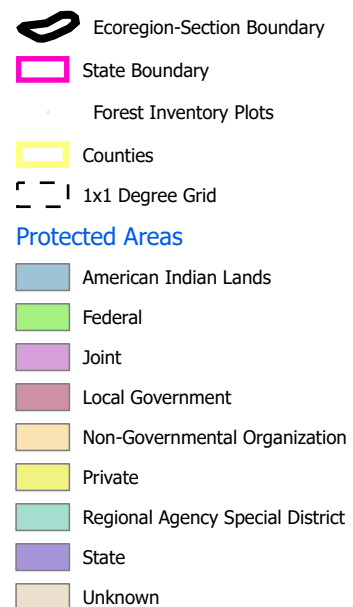 Ecoregion-Section Boundary
State Boundary
Forest Inventory Plots
Counties
1x1 Degree Grid
Protected Areas
American Indian Lands
Federal
Joint
Local Government
Non-Governmental Organization
Private
Regional Agency Special District
State
Unknown